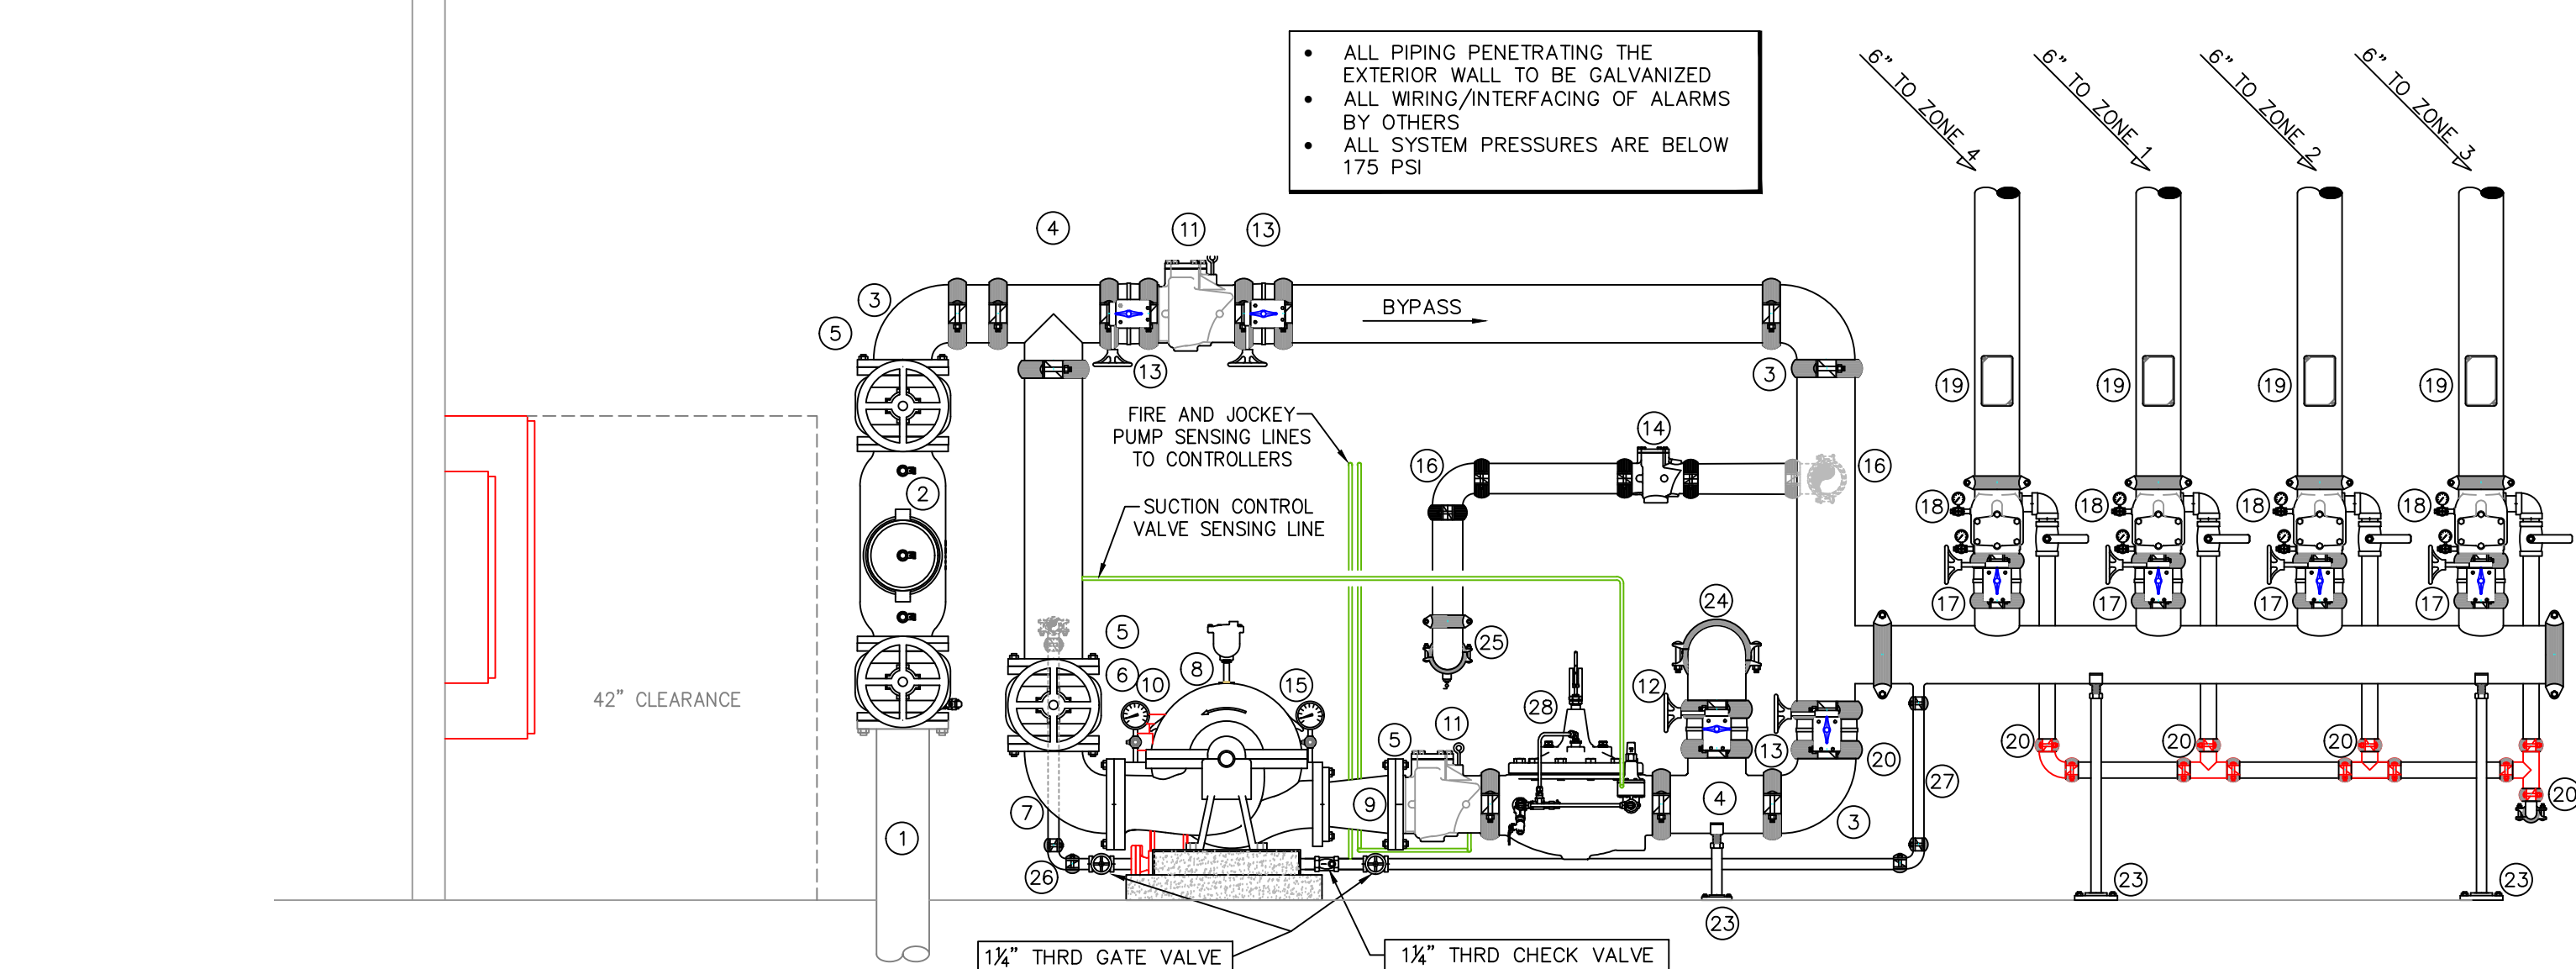 • ALL PIPING PENETRATING THE
EXTERIOR WALL TO BE GALVANIZED
• ALL WIRING/INTERFACING OF ALARMS
BY OTHERS
• ALL SYSTEM PRESSURES ARE BELOW
175 PSI
6" TO ZONE 4
6" TO ZONE 1
6" TO ZONE 2
6" TO ZONE 3
4
11
13
3
5
BYPASS
13
3
19
19
19
19
FIRE AND JOCKEY
PUMP SENSING LINES
TO CONTROLLERS
14
16
16
2
SUCTION CONTROL
VALVE SENSING LINE
18
18
18
18
17
17
17
17
24
5
25
8
6
10
15
12
28
42" CLEARANCE
11
5
13
20
20
20
20
27
9
4
7
3
20
1
26
23
23
23
1¼" THRD GATE VALVE
1¼" THRD CHECK VALVE